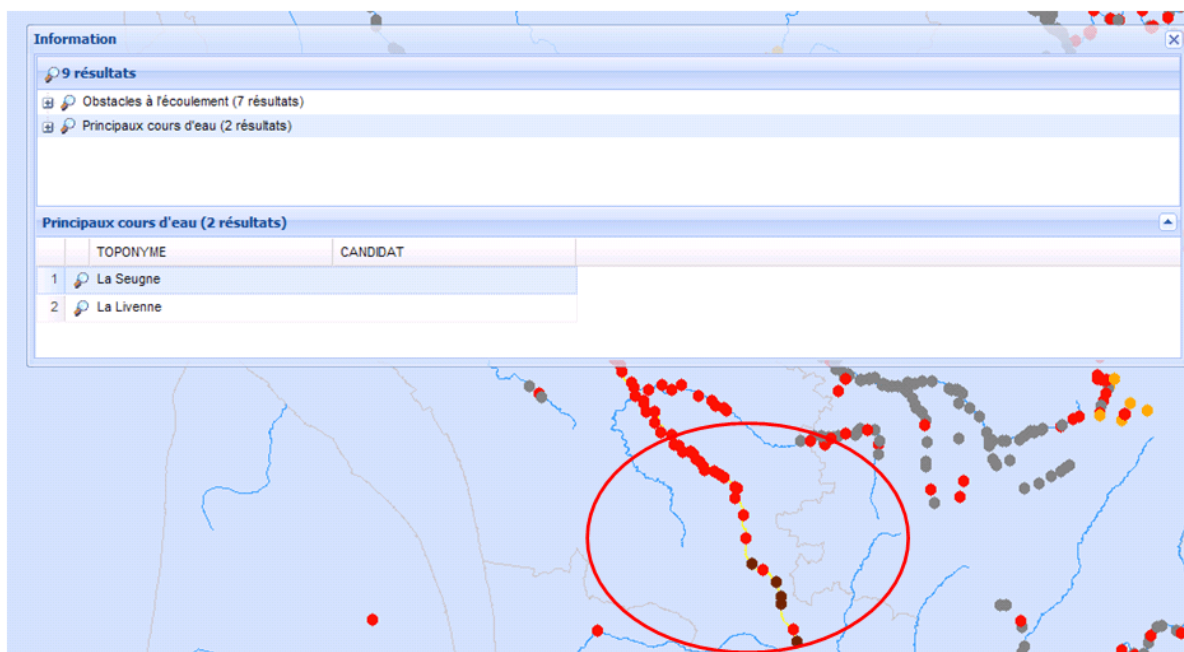 Information
9 résultats
Obstacles à l'écoulement (7 résultats)
Principaux cours d'eau (2 résultats)
Principaux cours d'eau (2 résultats)
TOPONYME CANDIDAT
1 La Seugne
2 La Livenne